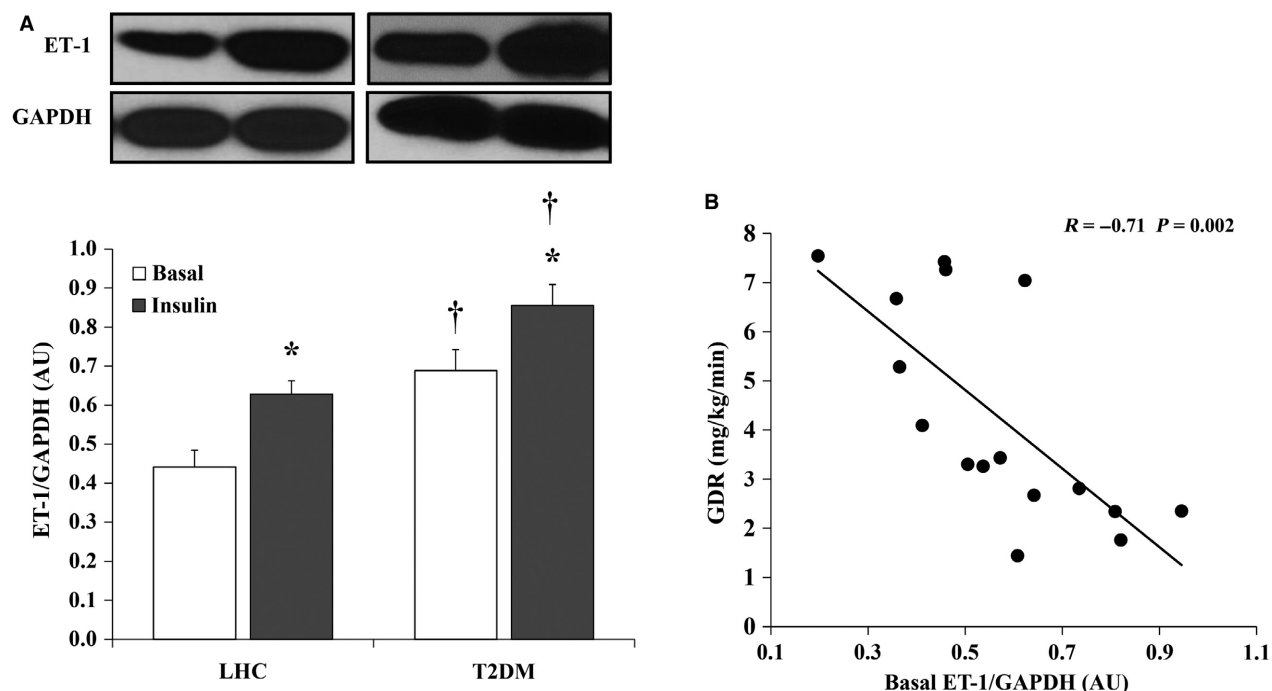 A
ET-1
GAPDH
†
† *
*
1.0
0.9
0.8
0.7
0.6
0.5
0.4
0.3
0.2
0.1
0.0
ET-1/GAPDH (AU)
Basal
Insulin
LHC
T2DM
B
R = –0.71 P = 0.002
8
7
6
5
4
3
2
1
0
GDR (mg/kg/min)
0.1 0.3 0.5 0.7 0.9 1.1
Basal ET-1/GAPDH (AU)